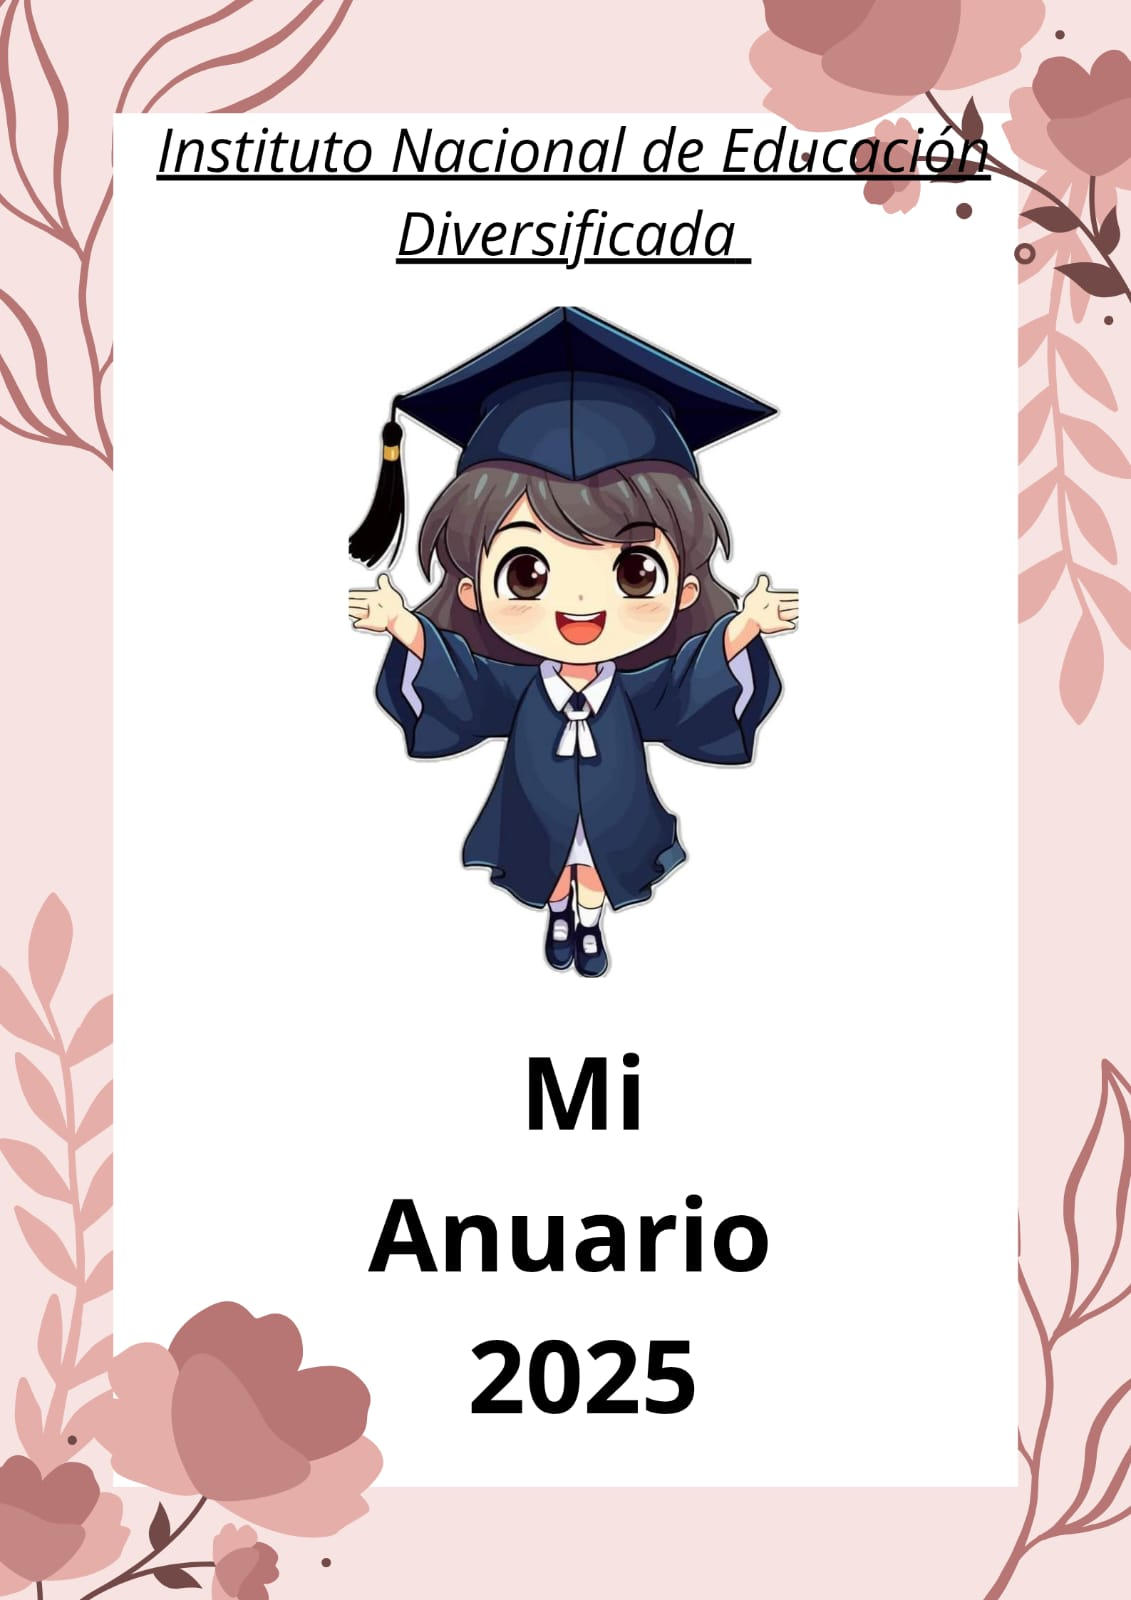 Instituto Nacional de Educación
Diversificada
Mi
Anuario
2025